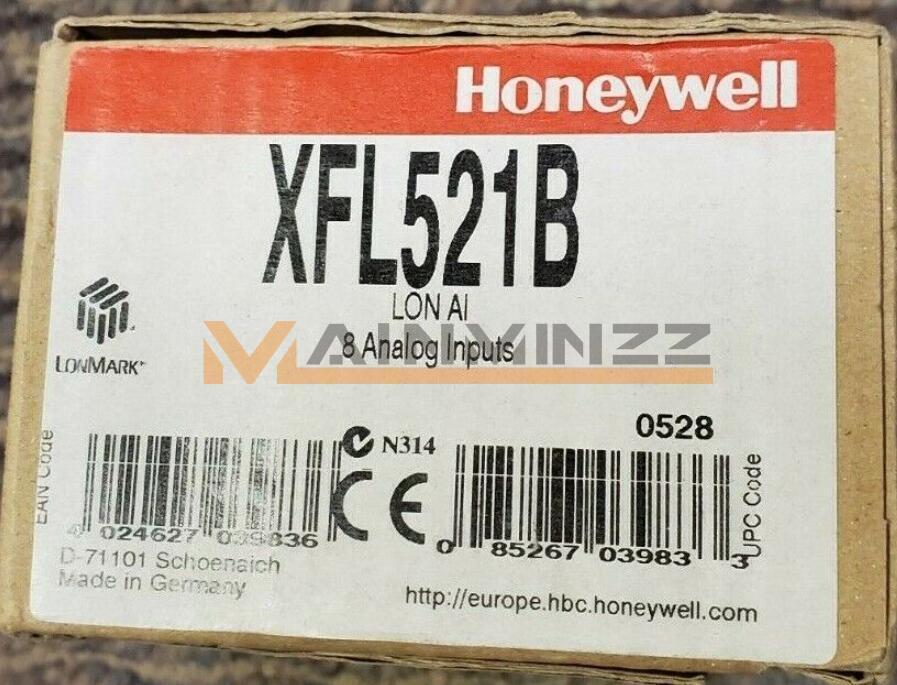 Honeywell
XFL521B
LON AI
8 Analog Inputs
MAINYINZZ
LONMARK
0528
EAN Code
N314
UPC Code
4 024627 039836
0 85267 03983 3
D-71101 Schoenaich
Made in Germany
http://europe.hbc.honeywell.com